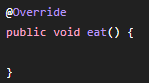 @Override
public void eat() {
}